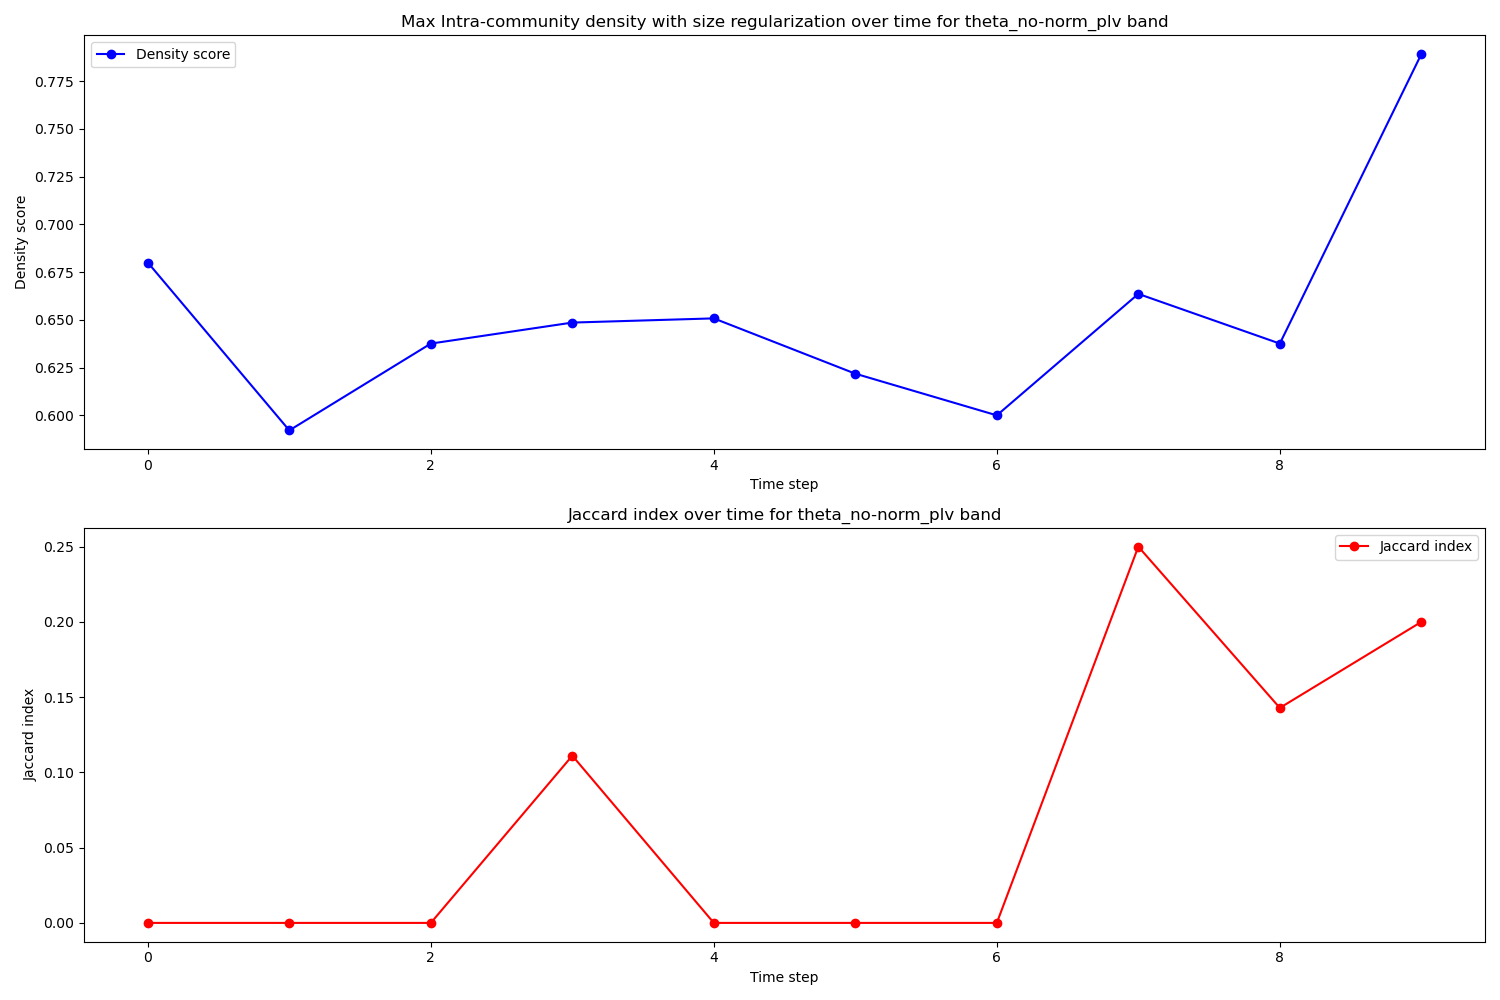 Max Intra-community density with size regularization over time for theta_no-norm_plv band
Density score
0.775
0.750
0.725
0.700
0.675
0.650
0.625
0.600
Density score
0 2 4 6 8
Time step
Jaccard index over time for theta_no-norm_plv band
Jaccard index
0.25
0.20
0.15
0.10
0.05
0.00
Jaccard index
0 2 4 6 8
Time step